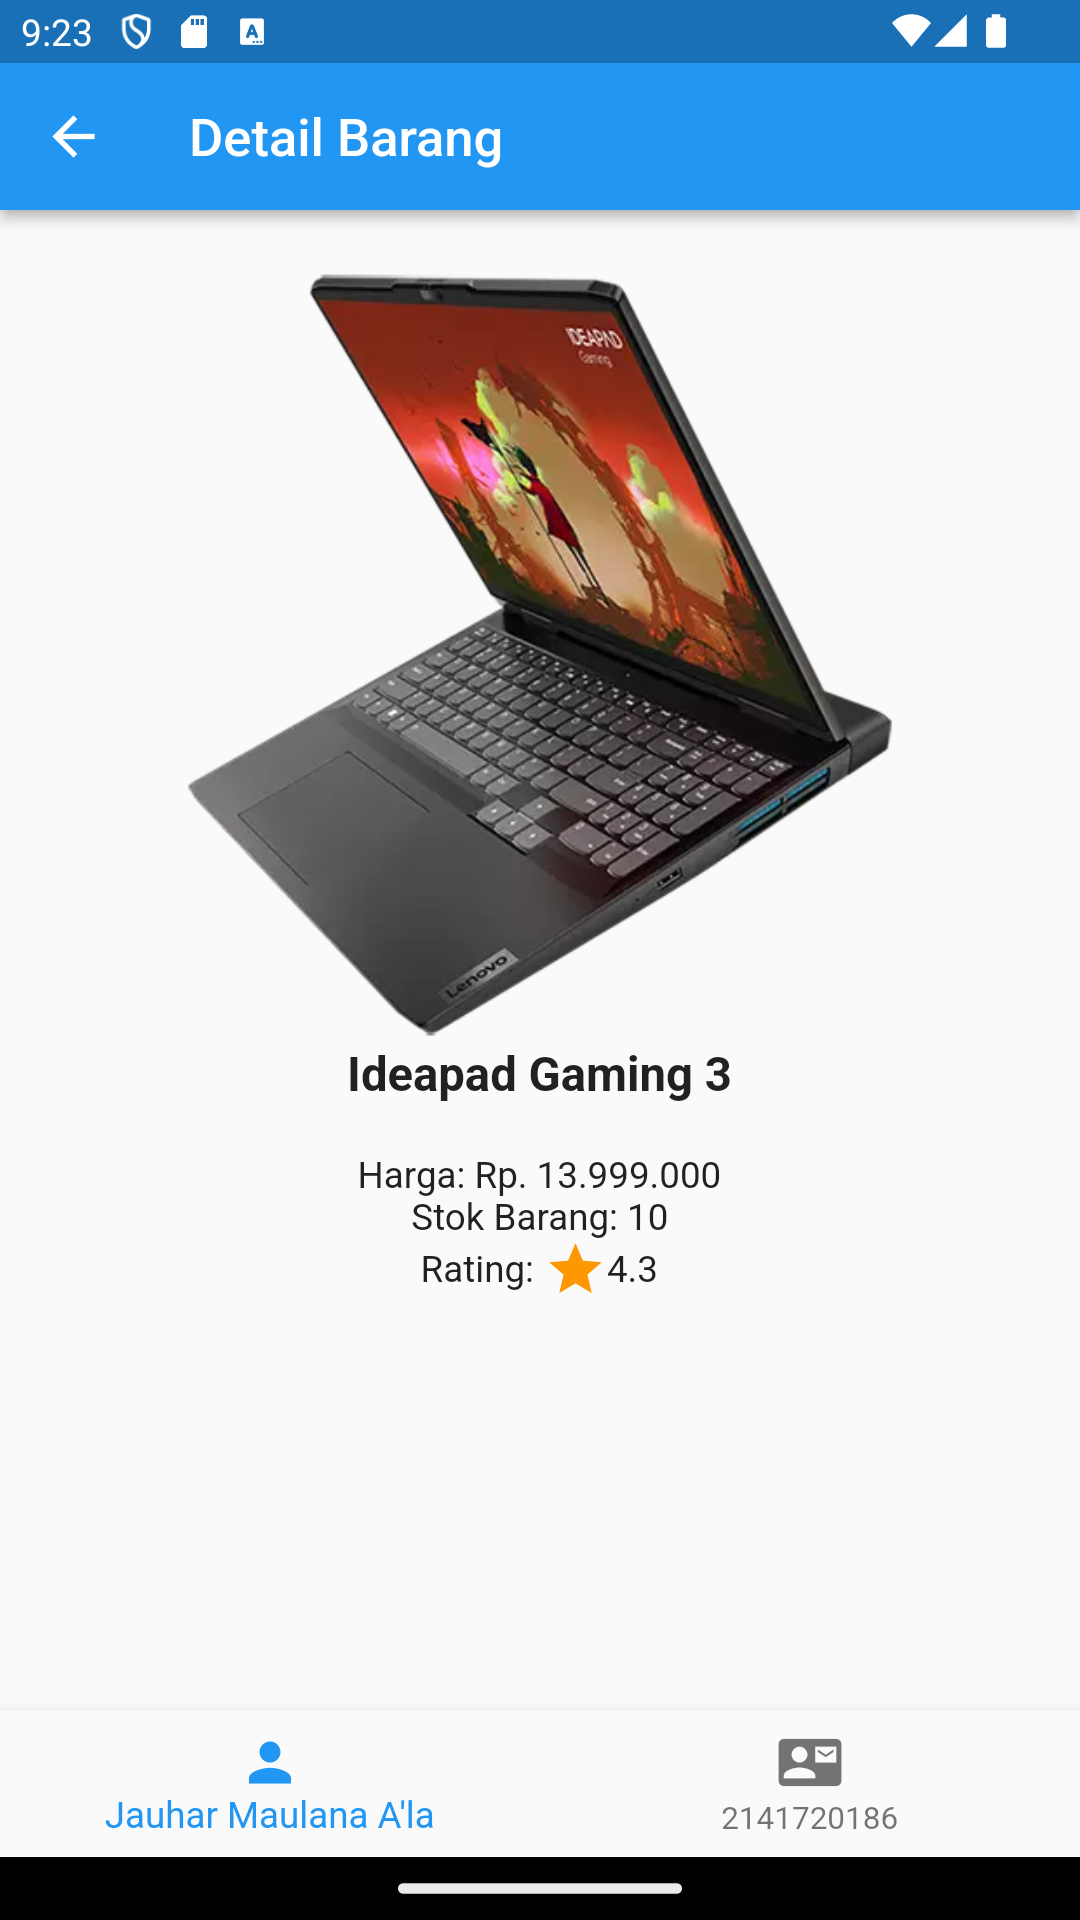 9:23
Detail Barang
IDEAPAD
Gaming
Lenovo
Ideapad Gaming 3
Harga: Rp. 13.999.000
Stok Barang: 10
Rating: 4.3
Jauhar Maulana A'la
2141720186